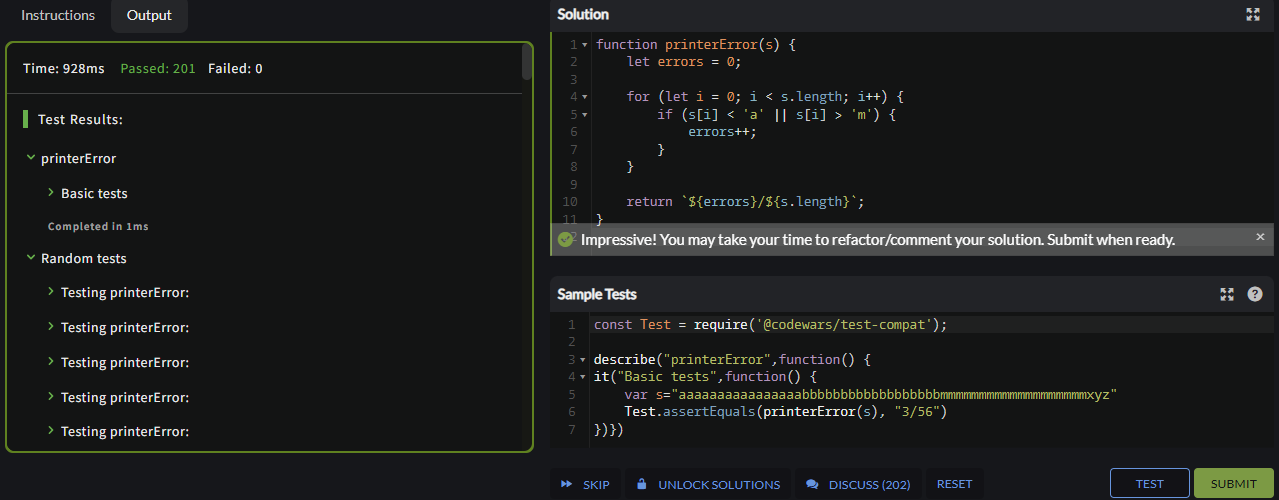 Instructions
Output
Time: 928ms Passed: 201 Failed: 0
Test Results:
printerError
Basic tests
Completed in 1ms
Random tests
Testing printerError:
Testing printerError:
Testing printerError:
Testing printerError:
Testing printerError:
Solution
1 function printerError(s) {
2     let errors = 0;
3
4     for (let i = 0; i < s.length; i++) {
5         if (s[i] < 'a' || s[i] > 'm') {
6             errors++;
7         }
8     }
9
10     return `${errors}/${s.length}`;
11 }
Impressive! You may take your time to refactor/comment your solution. Submit when ready. ×
Sample Tests ?
1 const Test = require('@codewars/test-compat');
2
3 describe("printerError",function() {
4 it("Basic tests",function() {
5     var s="aaaaaaaaaaaaaaaabbbbbbbbbbbbbbbbbbmmmmmmmmmmmmmmmmmmmxyz"
6     Test.assertEquals(printerError(s), "3/56")
7 })})
SKIP
UNLOCK SOLUTIONS
DISCUSS (202)
RESET
TEST
SUBMIT